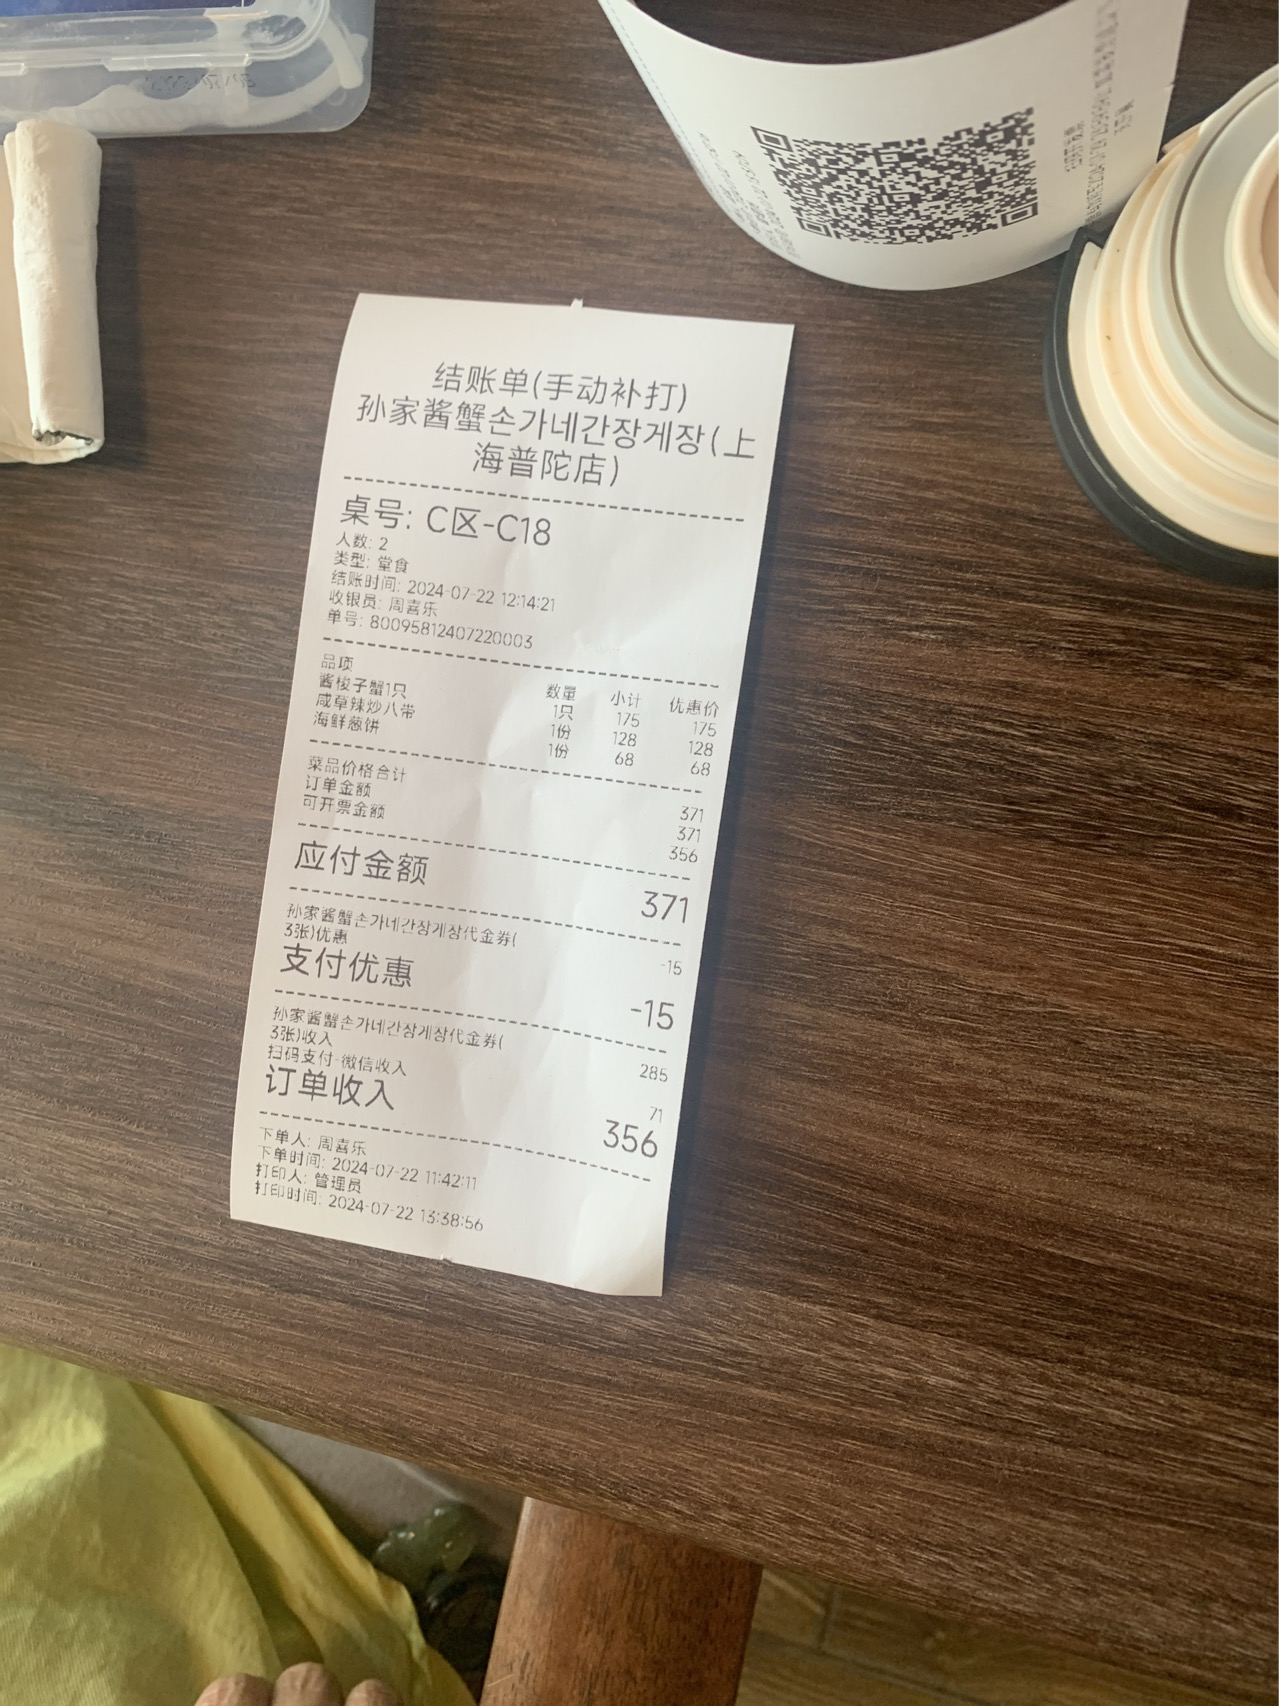 结账单(手动补打)
孙家酱蟹손가네간장게장(上
海普陀店)
桌号: C区-C18
人数: 2
类型: 堂食
结账时间: 2024-07-22 12:14:21
收银员: 周喜乐
单号: 80095812407220003
品项 数量 小计 优惠价
酱梭子蟹1只 1只 175 175
咸草辣炒八带 1份 128 128
海鲜葱饼 1份 68 68
菜品价格合计 371
订单金额 371
可开票金额 356
应付金额 371
孙家酱蟹손가네간장게장代金券(
3张)优惠 -15
支付优惠 -15
孙家酱蟹손가네간장게장代金券(
3张)收入 285
扫码支付-微信收入 71
订单收入 356
下单人: 周喜乐
下单时间: 2024-07-22 11:42:11
打印人: 管理员
打印时间: 2024-07-22 13:38:56